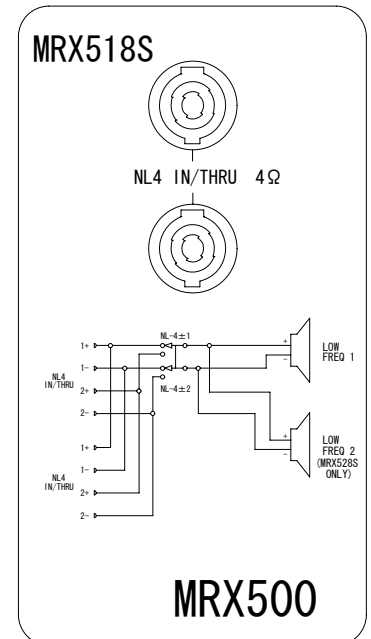 MRX518S
NL4 IN/THRU 4Ω
NL-4±1
1+
1-
NL4
IN/THRU
2+
2-
NL-4±2
+
-
LOW
FREQ 1
1+
1-
NL4
IN/THRU
2+
2-
+
-
LOW
FREQ 2
(MRX528S
ONLY)
MRX500